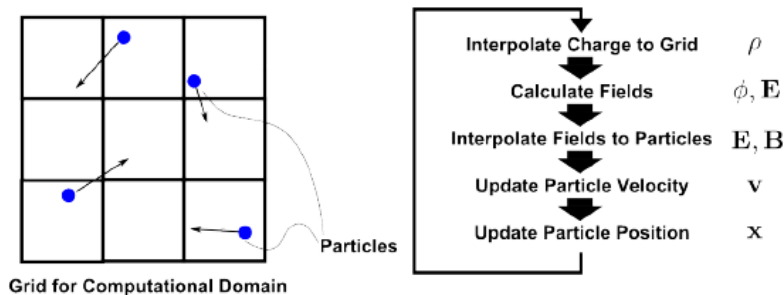 Particles
Grid for Computational Domain
Interpolate Charge to Grid ρ
Calculate Fields ϕ, E
Interpolate Fields to Particles E, B
Update Particle Velocity v
Update Particle Position x